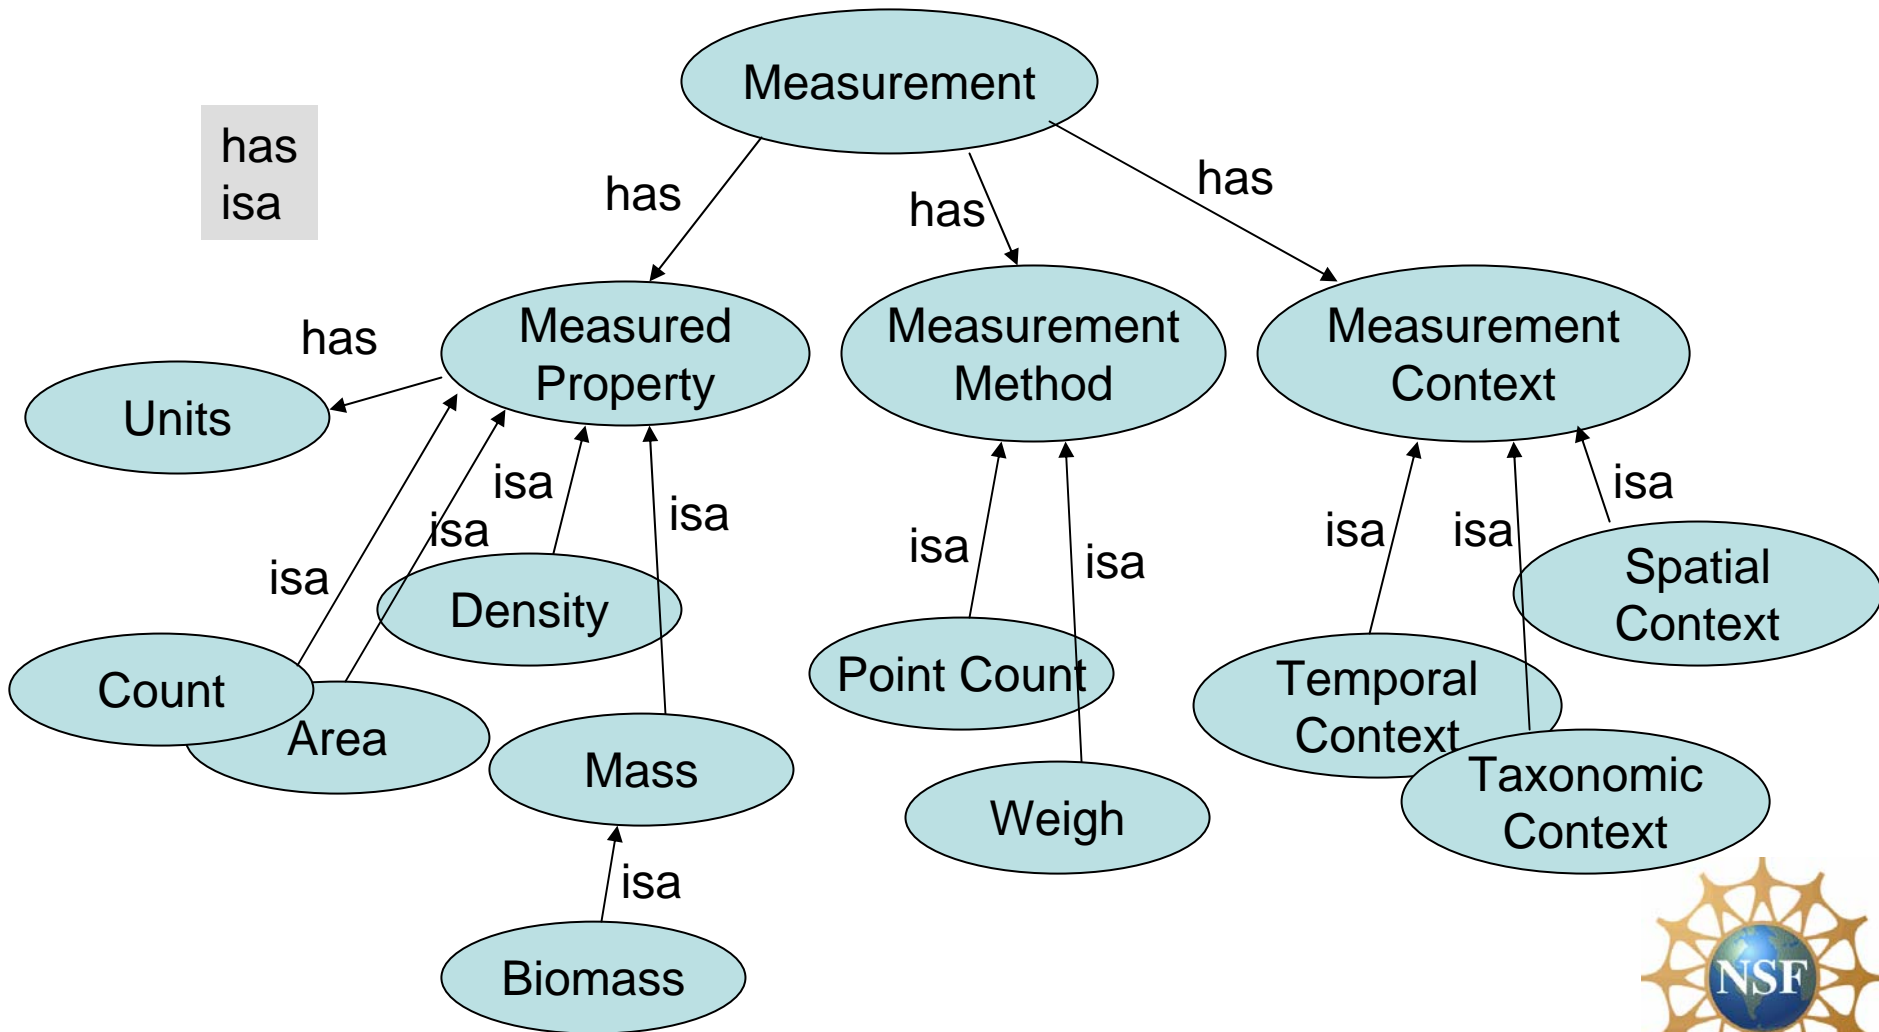 Measurement
has
isa
has
has
has
Measured
Property
Measurement
Method
Measurement
Context
has
Units
isa
isa
isa
isa
isa
isa
isa
isa
isa
Spatial
Context
Density
Count
Area
Mass
Point Count
Weigh
Temporal
Context
Taxonomic
Context
isa
Biomass
NSF